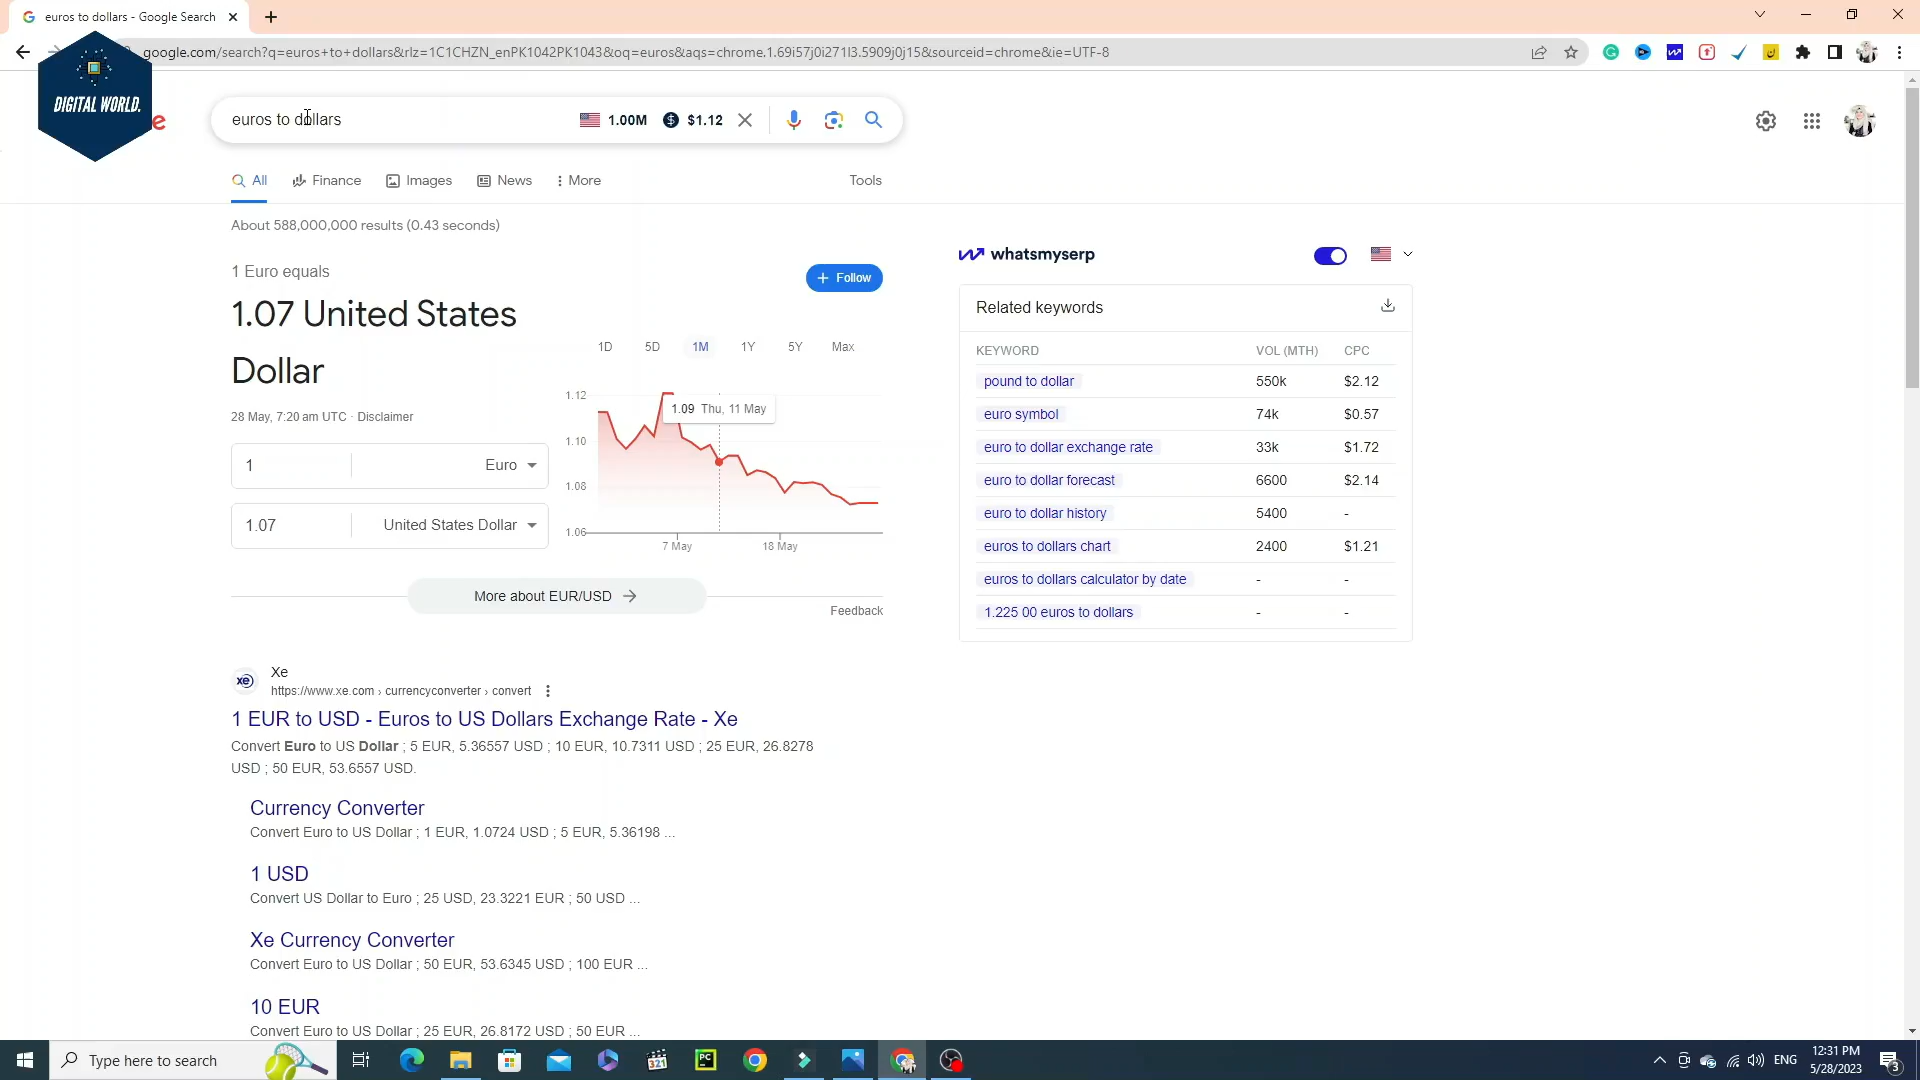 euros to dollars - Google Search
google.com/search?q=euros+to+dollars&rlz=1C1CHZN_enPK1042PK1043&oq=euros&aqs=chrome.1.69i57j0i271l3.5909j0j15&sourceid=chrome&ie=UTF-8
DIGITAL WORLD.
e
euros to dollars 1.00M $1.12
All Finance Images News More Tools
About 588,000,000 results (0.43 seconds)
1 Euro equals
Follow
1.07 United States
Dollar
28 May, 7:20 am UTC · Disclaimer
1 Euro
1.07 United States Dollar
1D 5D 1M 1Y 5Y Max
1.12
1.09 Thu, 11 May
1.10
1.08
1.06
7 May 18 May
More about EUR/USD
Feedback
whatsmyserp
Related keywords
KEYWORD VOL (MTH) CPC
pound to dollar 550k $2.12
euro symbol 74k $0.57
euro to dollar exchange rate 33k $1.72
euro to dollar forecast 6600 $2.14
euro to dollar history 5400 -
euros to dollars chart 2400 $1.21
euros to dollars calculator by date - -
1.225 00 euros to dollars - -
xe
Xe
https://www.xe.com › currencyconverter › convert
1 EUR to USD - Euros to US Dollars Exchange Rate - Xe
Convert Euro to US Dollar ; 5 EUR, 5.36557 USD ; 10 EUR, 10.7311 USD ; 25 EUR, 26.8278
USD ; 50 EUR, 53.6557 USD.
Currency Converter
Convert Euro to US Dollar ; 1 EUR, 1.0724 USD ; 5 EUR, 5.36198 ...
1 USD
Convert US Dollar to Euro ; 25 USD, 23.3221 EUR ; 50 USD ...
Xe Currency Converter
Convert Euro to US Dollar ; 50 EUR, 53.6345 USD ; 100 EUR ...
10 EUR
Convert Euro to US Dollar ; 25 EUR, 26.8172 USD ; 50 EUR ...
Type here to search
321
PC
ENG
12:31 PM
5/28/2023
3